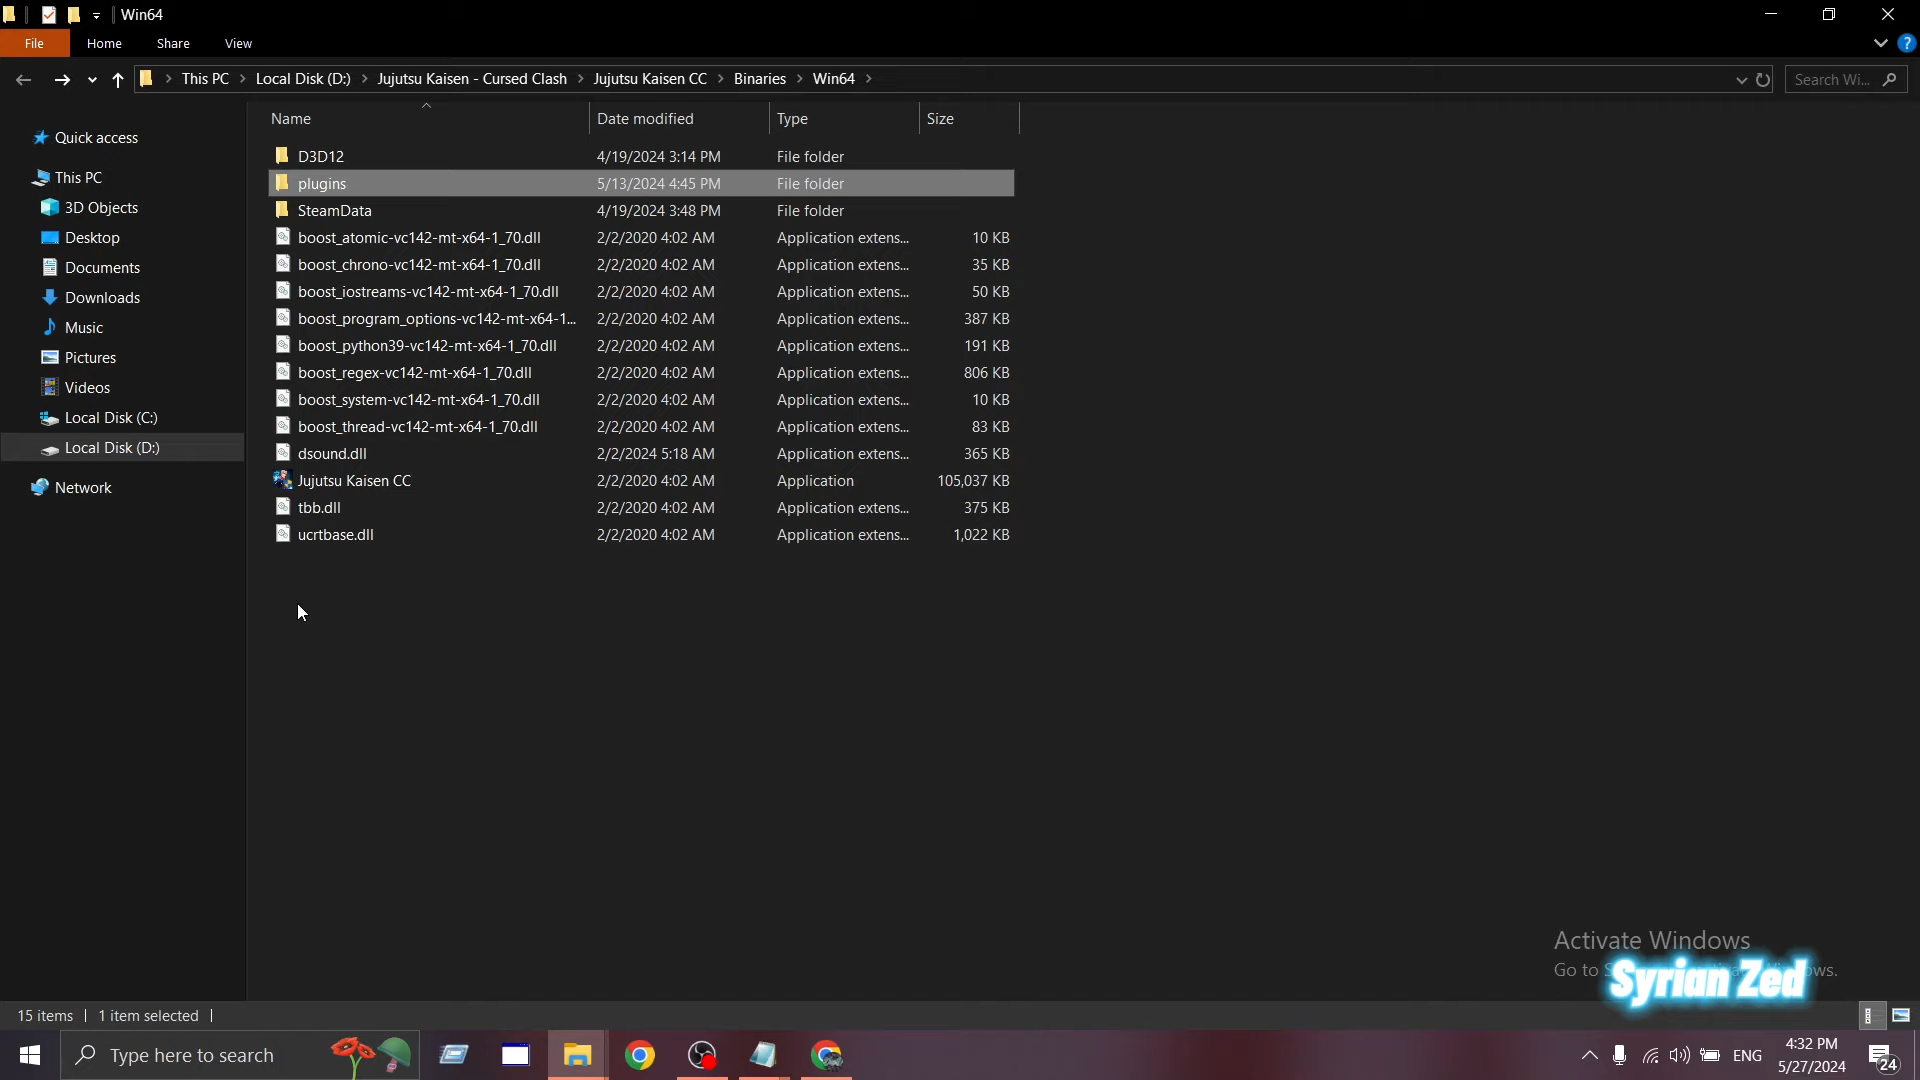 Win64
File Home Share View
This PC Local Disk (D:) Jujutsu Kaisen - Cursed Clash Jujutsu Kaisen CC Binaries Win64
Search Wi...
Quick access
This PC
3D Objects
Desktop
Documents
Downloads
Music
Pictures
Videos
Local Disk (C:)
Local Disk (D:)
Network
Name Date modified Type Size
D3D12 4/19/2024 3:14 PM File folder
plugins 5/13/2024 4:45 PM File folder
SteamData 4/19/2024 3:48 PM File folder
boost_atomic-vc142-mt-x64-1_70.dll 2/2/2020 4:02 AM Application extens... 10 KB
boost_chrono-vc142-mt-x64-1_70.dll 2/2/2020 4:02 AM Application extens... 35 KB
boost_iostreams-vc142-mt-x64-1_70.dll 2/2/2020 4:02 AM Application extens... 50 KB
boost_program_options-vc142-mt-x64-1... 2/2/2020 4:02 AM Application extens... 387 KB
boost_python39-vc142-mt-x64-1_70.dll 2/2/2020 4:02 AM Application extens... 191 KB
boost_regex-vc142-mt-x64-1_70.dll 2/2/2020 4:02 AM Application extens... 806 KB
boost_system-vc142-mt-x64-1_70.dll 2/2/2020 4:02 AM Application extens... 10 KB
boost_thread-vc142-mt-x64-1_70.dll 2/2/2020 4:02 AM Application extens... 83 KB
dsound.dll 2/2/2024 5:18 AM Application extens... 365 KB
Jujutsu Kaisen CC 2/2/2020 4:02 AM Application 105,037 KB
tbb.dll 2/2/2020 4:02 AM Application extens... 375 KB
ucrtbase.dll 2/2/2020 4:02 AM Application extens... 1,022 KB
Activate Windows
Go to
Syrian Zed
15 items 1 item selected
Type here to search
ENG
4:32 PM
5/27/2024
24